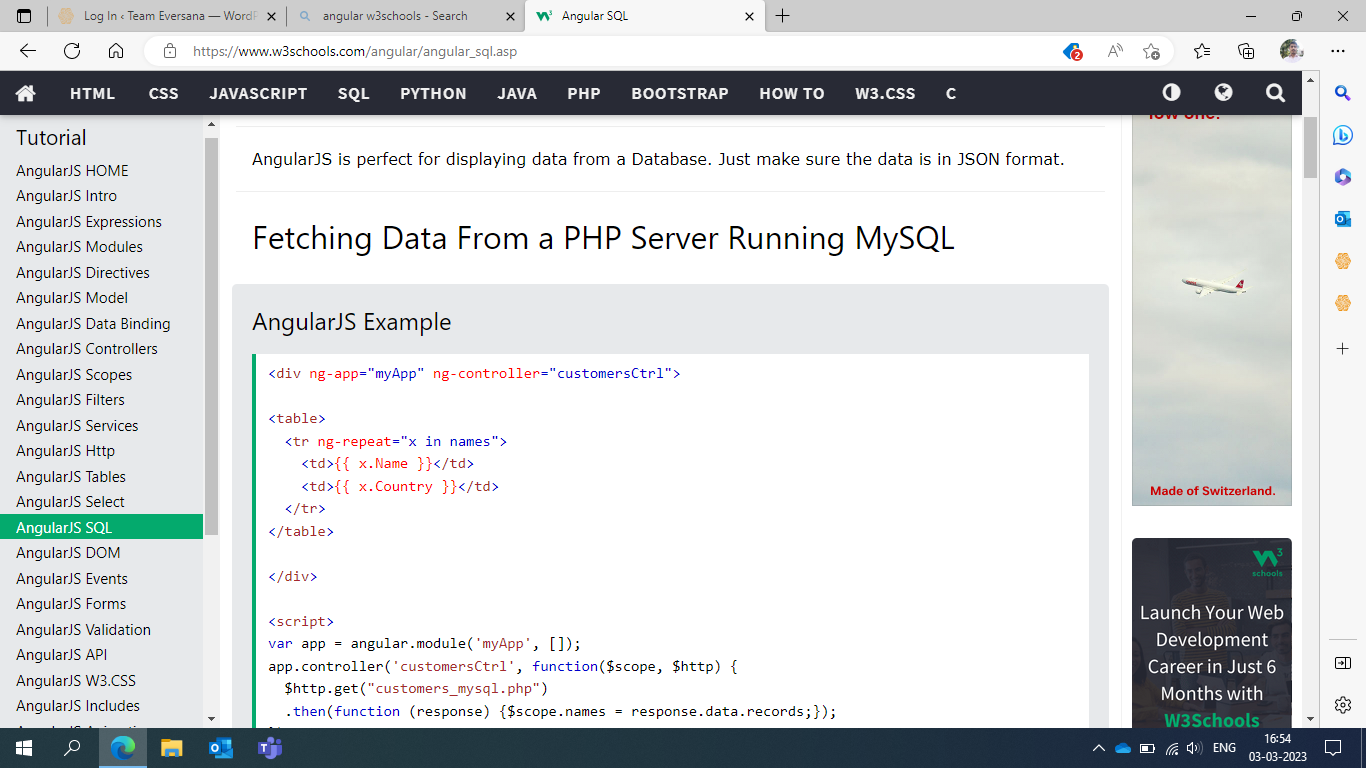 Log In ‹ Team Eversana — WordP
angular w3schools - Search
Angular SQL
https://www.w3schools.com/angular/angular_sql.asp
2
HTML CSS JAVASCRIPT SQL PYTHON JAVA PHP BOOTSTRAP HOW TO W3.CSS C
Tutorial
AngularJS HOME
AngularJS Intro
AngularJS Expressions
AngularJS Modules
AngularJS Directives
AngularJS Model
AngularJS Data Binding
AngularJS Controllers
AngularJS Scopes
AngularJS Filters
AngularJS Services
AngularJS Http
AngularJS Tables
AngularJS Select
AngularJS SQL
AngularJS DOM
AngularJS Events
AngularJS Forms
AngularJS Validation
AngularJS API
AngularJS W3.CSS
AngularJS Includes
AngularJS is perfect for displaying data from a Database. Just make sure the data is in JSON format.
Fetching Data From a PHP Server Running MySQL
AngularJS Example
<div ng-app="myApp" ng-controller="customersCtrl">
<table>
<tr ng-repeat="x in names">
<td>{{ x.Name }}</td>
<td>{{ x.Country }}</td>
</tr>
</table>
</div>
<script>
var app = angular.module('myApp', []);
app.controller('customersCtrl', function($scope, $http) {
$http.get("customers_mysql.php")
.then(function (response) {$scope.names = response.data.records;});
Made of Switzerland.
3
schools
Launch Your Web
Development
Career in Just 6
Months with
W3Schools
ENG
16:54
03-03-2023